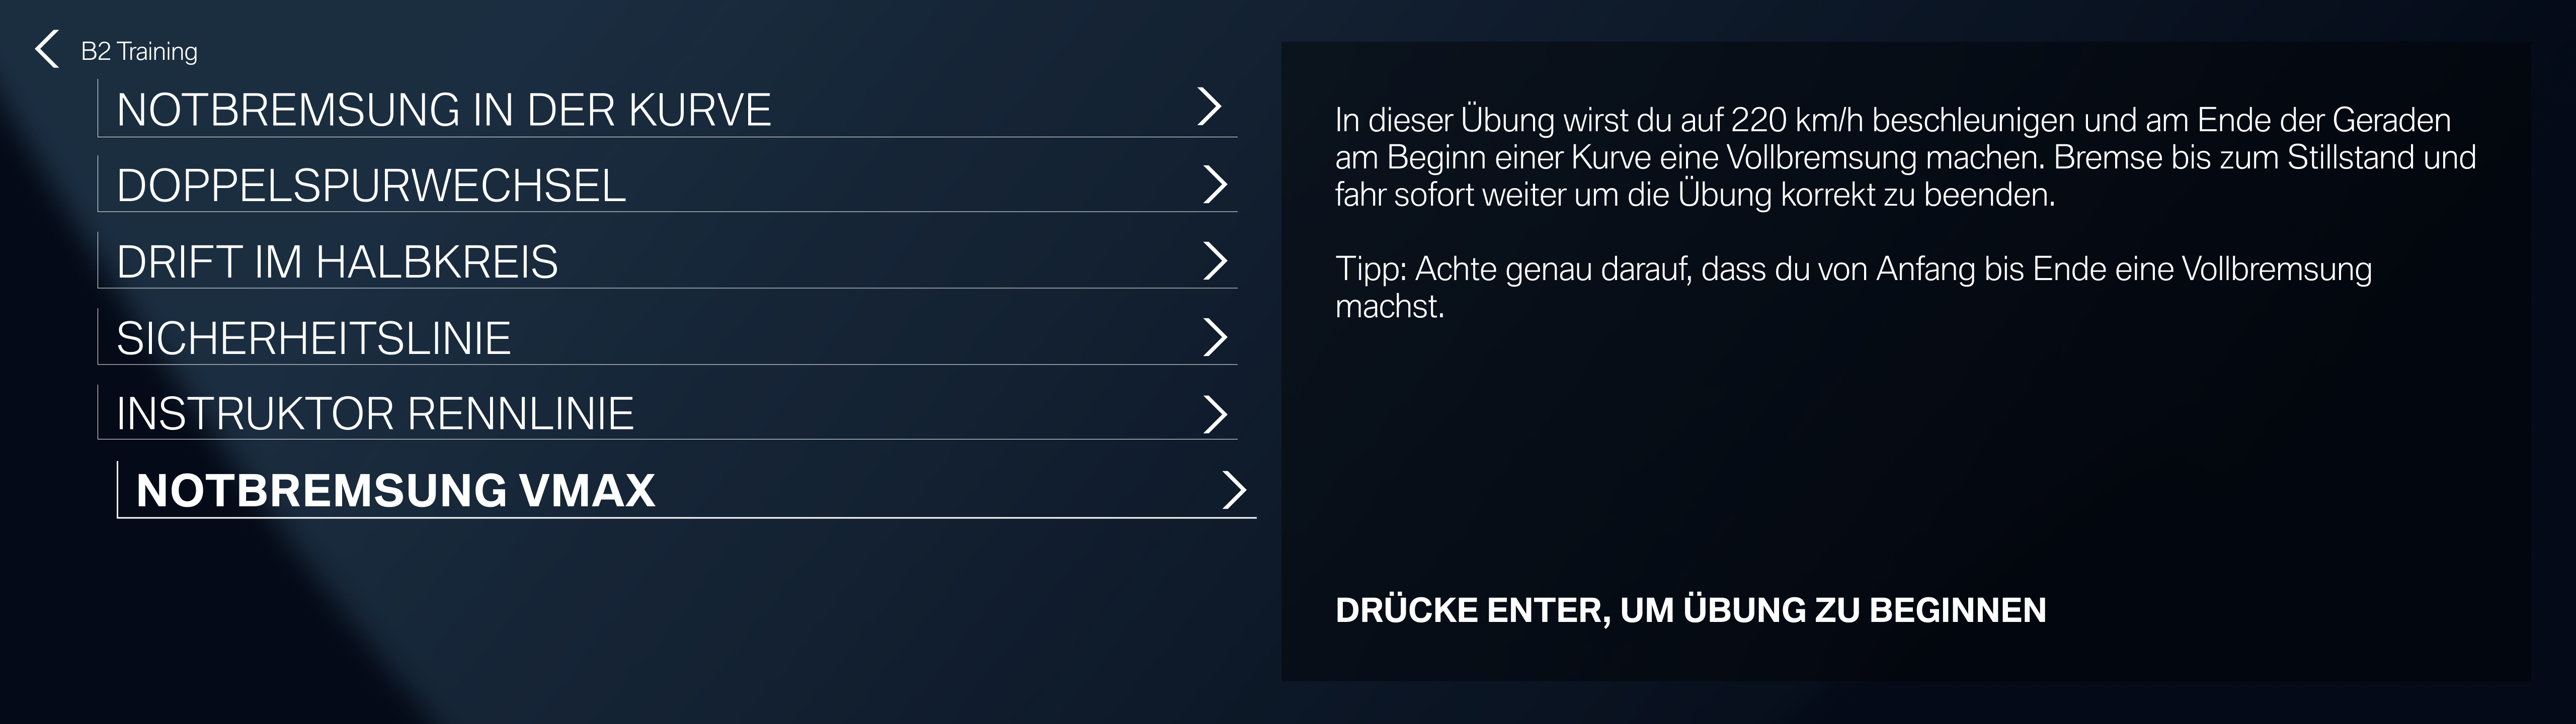 B2 Training
NOTBREMSUNG IN DER KURVE
DOPPELSPURWECHSEL
DRIFT IM HALBKREIS
SICHERHEITSLINIE
INSTRUKTOR RENNLINIE
NOTBREMSUNG VMAX
In dieser Übung wirst du auf 220 km/h beschleunigen und am Ende der Geraden
am Beginn einer Kurve eine Vollbremsung machen. Bremse bis zum Stillstand und
fahr sofort weiter um die Übung korrekt zu beenden.
Tipp: Achte genau darauf, dass du von Anfang bis Ende eine Vollbremsung
machst.
DRÜCKE ENTER, UM ÜBUNG ZU BEGINNEN